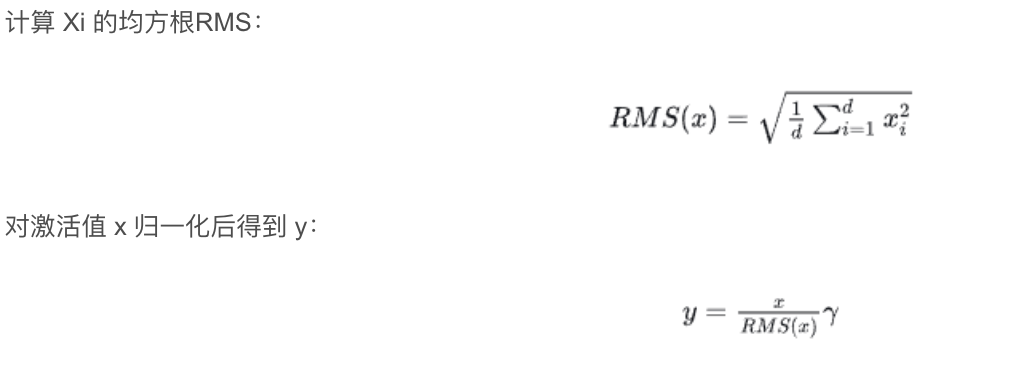 计算 Xi 的均方根RMS：
$RMS(x) = \sqrt{\frac{1}{d} \sum_{i=1}^{d} x_i^2}$
对激活值 x 归一化后得到 y：
$y = \frac{x}{RMS(x)} \gamma$